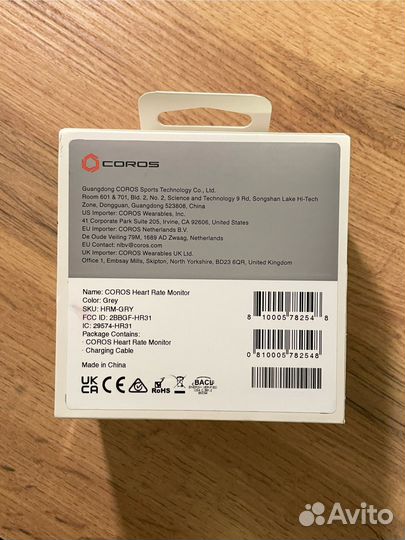 COROS
Guangdong COROS Sports Technology Co., Ltd.
Room 601 & 701, Bld. 2, No. 2, Science and Technology 9 Rd, Songshan Lake Hi-Tech
Zone, Dongguan, Guangdong 523808, China
US Importer: COROS Wearables, Inc.
41 Corporate Park Suite 205, Irvine, CA 92606, United States
EU Importer: COROS Netherlands B.V.
De Oude Veiling 79M, 1689 AD Zwaag, Netherlands
EU Contact: nlbv@coros.com
UK Importer: COROS Wearables UK Ltd.
Office 1, Embsay Mills, Skipton, North Yorkshire, BD23 6QR, United Kingdom
Name: COROS Heart Rate Monitor
Color: Grey
SKU: HRM-GRY
FCC ID: 2BBGF-HR31
IC: 29574-HR31
Package Contains:
· COROS Heart Rate Monitor
· Charging Cable
Made in China
8 10005 78254 8
0 810005 782548
UK CA CE RoHS BACU
Avito